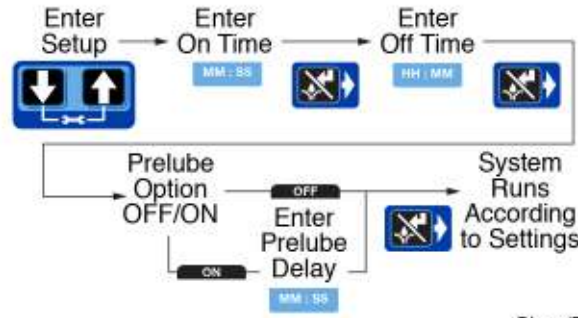 Enter
Setup
Enter
On Time
MM : SS
Enter
Off Time
HH : MM
Prelube
Option
OFF/ON
OFF
ON
Enter
Prelube
Delay
MM : SS
System
Runs
According
to Settings